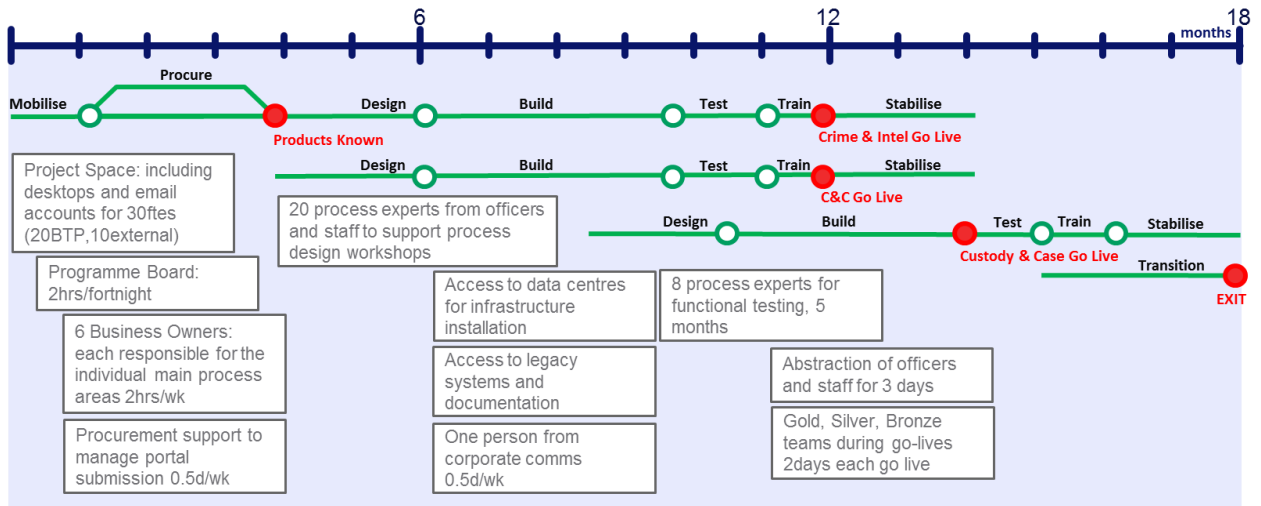 6
12
18
months
Procure
Mobilise
Design
Build
Test
Train
Stabilise
Products Known
Crime & Intel Go Live
Design
Build
Test
Train
Stabilise
C&C Go Live
Design
Build
Test
Train
Stabilise
Custody & Case Go Live
Transition
EXIT
Project Space: including
desktops and email
accounts for 30ftes
(20BTP,10external)
Programme Board:
2hrs/fortnight
6 Business Owners:
each responsible for the
individual main process
areas 2hrs/wk
Procurement support to
manage portal
submission 0.5d/wk
20 process experts from officers
and staff to support process
design workshops
Access to data centres
for infrastructure
installation
Access to legacy
systems and
documentation
One person from
corporate comms
0.5d/wk
8 process experts for
functional testing, 5
months
Abstraction of officers
and staff for 3 days
Gold, Silver, Bronze
teams during go-lives
2days each go live